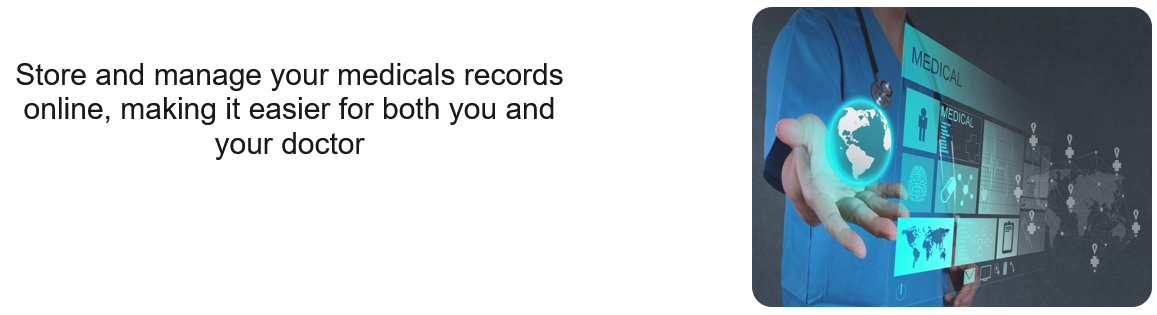 Store and manage your medicals records
online, making it easier for both you and
your doctor
MEDICAL
MEDICAL